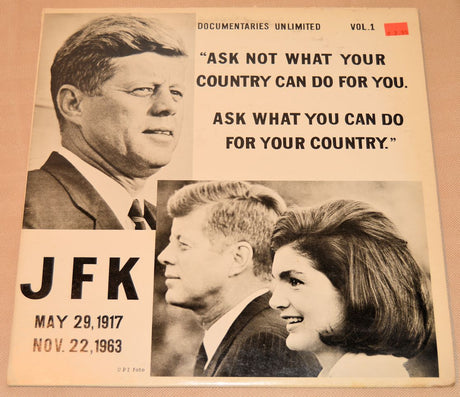 DOCUMENTARIES UNLIMITED VOL.1
"ASK NOT WHAT YOUR
COUNTRY CAN DO FOR YOU.
ASK WHAT YOU CAN DO
FOR YOUR COUNTRY."
JFK
MAY 29, 1917
NOV. 22, 1963
UPI Foto